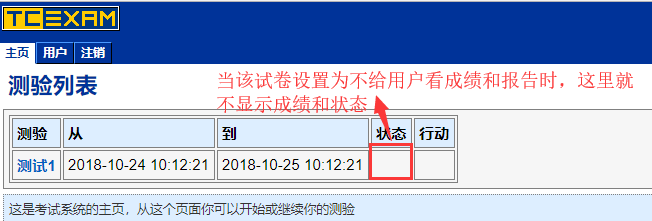 TCEXAM
主页 用户 注销
测验列表
当该试卷设置为不给用户看成绩和报告时，这里就
不显示成绩和状态
测验 从 到 状态 行动
测试1 2018-10-24 10:12:21 2018-10-25 10:12:21
这是考试系统的主页，从这个页面你可以开始或继续你的测验